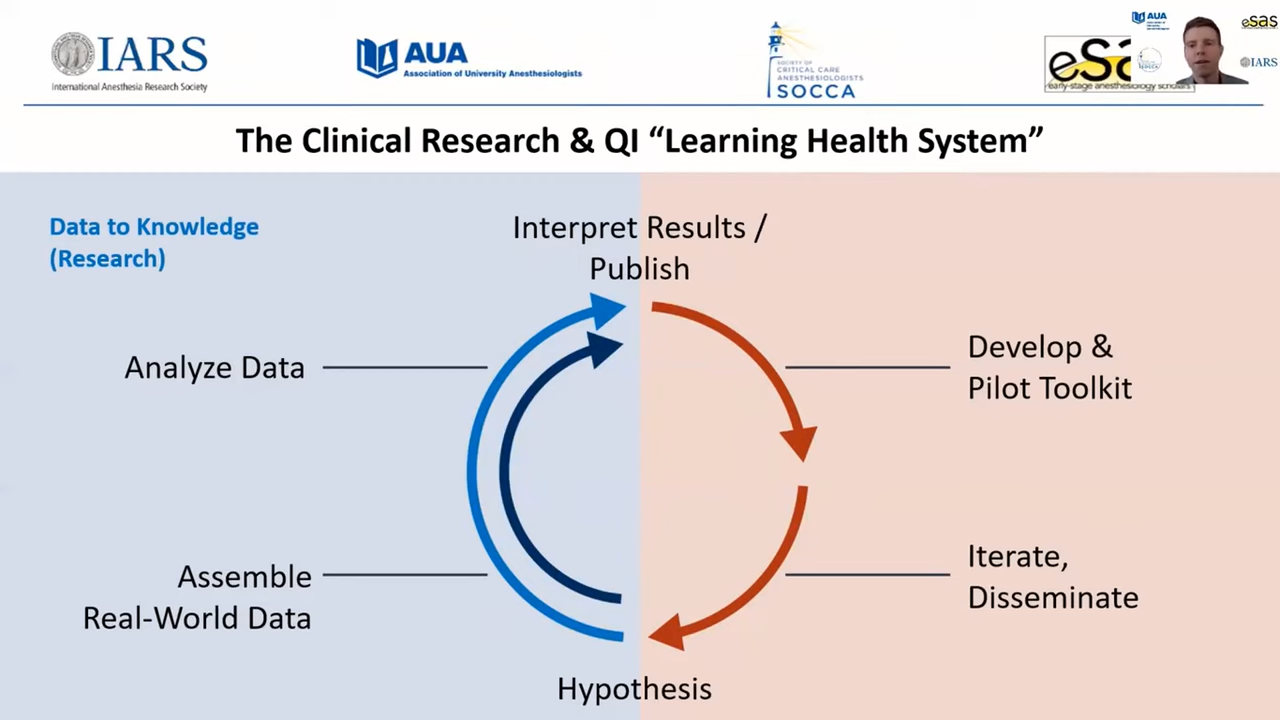 IARS
International Anesthesia Research Society
AUA
Association of University Anesthesiologists
SOCIETY OF
CRITICAL CARE
ANESTHESIOLOGISTS
SOCCA
eSa
early-stage anesthesiology scholars
AUA
eSas
SOCCA
IARS
The Clinical Research & QI “Learning Health System”
Data to Knowledge
(Research)
Interpret Results /
Publish
Analyze Data
Develop &
Pilot Toolkit
Assemble
Real-World Data
Iterate,
Disseminate
Hypothesis